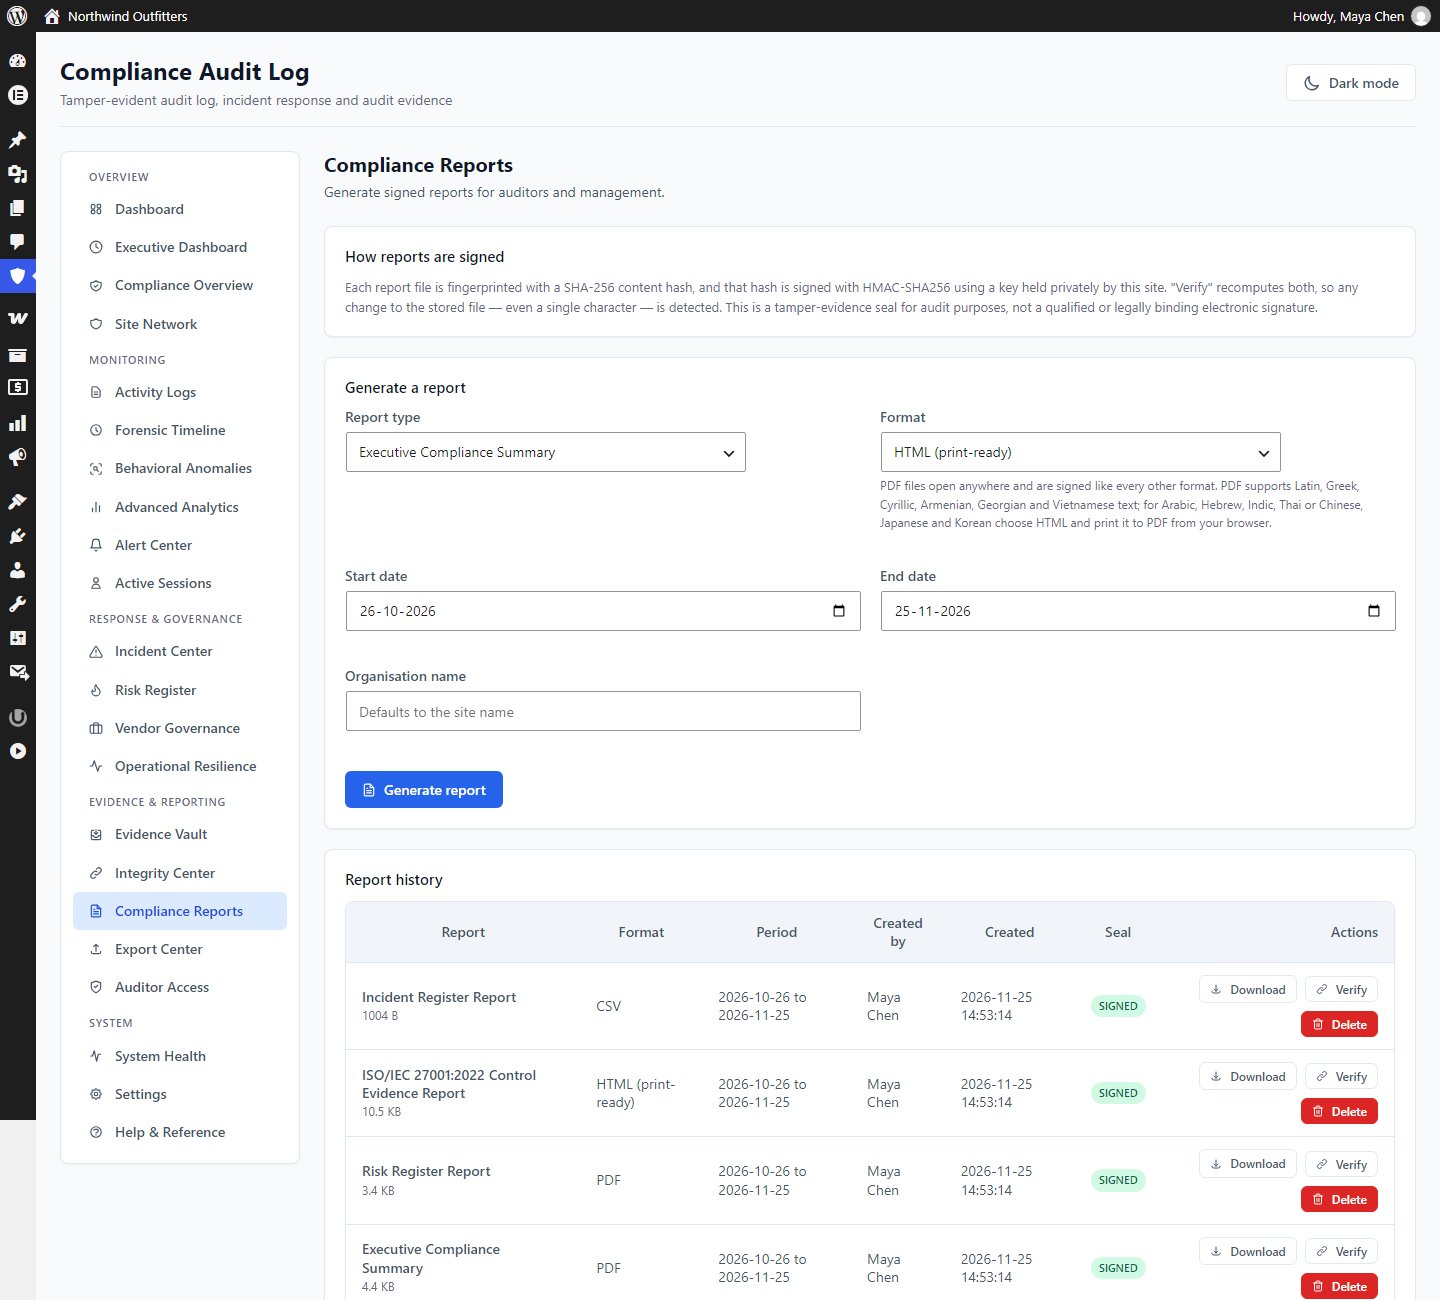 Northwind Outfitters
Howdy, Maya Chen
Compliance Audit Log
Tamper-evident audit log, incident response and audit evidence
Dark mode
OVERVIEW
Dashboard
Executive Dashboard
Compliance Overview
Site Network
MONITORING
Activity Logs
Forensic Timeline
Behavioral Anomalies
Advanced Analytics
Alert Center
Active Sessions
RESPONSE & GOVERNANCE
Incident Center
Risk Register
Vendor Governance
Operational Resilience
EVIDENCE & REPORTING
Evidence Vault
Integrity Center
Compliance Reports
Export Center
Auditor Access
SYSTEM
System Health
Settings
Help & Reference
Compliance Reports
Generate signed reports for auditors and management.
How reports are signed
Each report file is fingerprinted with a SHA-256 content hash, and that hash is signed with HMAC-SHA256 using a key held privately by this site. "Verify" recomputes both, so any
change to the stored file — even a single character — is detected. This is a tamper-evidence seal for audit purposes, not a qualified or legally binding electronic signature.
Generate a report
Report type
Executive Compliance Summary
Format
HTML (print-ready)
PDF files open anywhere and are signed like every other format. PDF supports Latin, Greek,
Cyrillic, Armenian, Georgian and Vietnamese text; for Arabic, Hebrew, Indic, Thai or Chinese,
Japanese and Korean choose HTML and print it to PDF from your browser.
Start date
26-10-2026
End date
25-11-2026
Organisation name
Defaults to the site name
Generate report
Report history
Report
Format
Period
Created
by
Created
Seal
Actions
Incident Register Report
1004 B
CSV
2026-10-26 to
2026-11-25
Maya
Chen
2026-11-25
14:53:14
SIGNED
Download
Verify
Delete
ISO/IEC 27001:2022 Control
Evidence Report
10.5 KB
HTML (print-
ready)
2026-10-26 to
2026-11-25
Maya
Chen
2026-11-25
14:53:14
SIGNED
Download
Verify
Delete
Risk Register Report
3.4 KB
PDF
2026-10-26 to
2026-11-25
Maya
Chen
2026-11-25
14:53:14
SIGNED
Download
Verify
Delete
Executive Compliance
Summary
4.4 KB
PDF
2026-10-26 to
2026-11-25
Maya
Chen
2026-11-25
14:53:14
SIGNED
Download
Verify
Delete